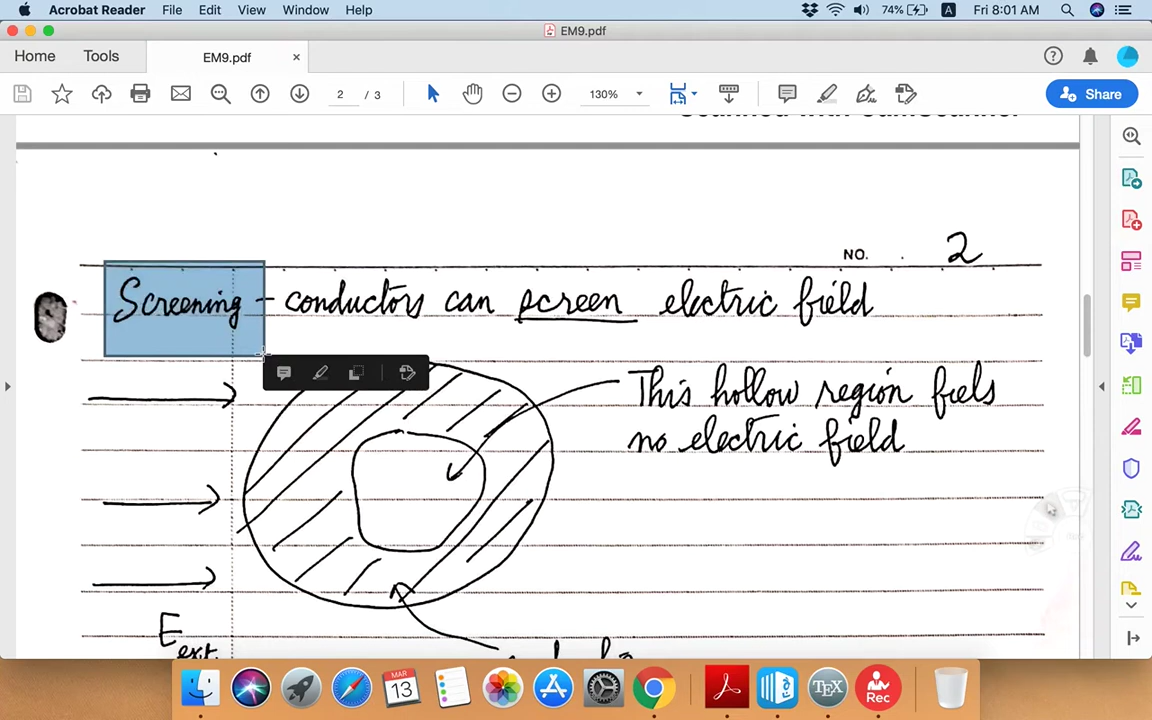 Acrobat Reader File Edit View Window Help 74% A Fri 8:01 AM
EM9.pdf
Home Tools EM9.pdf ×
2 / 3 130% Share
NO. 2
Screening - conductors can screen electric field
This hollow region feels
no electric field
E
ext.
MAR
13
TEX
Rec